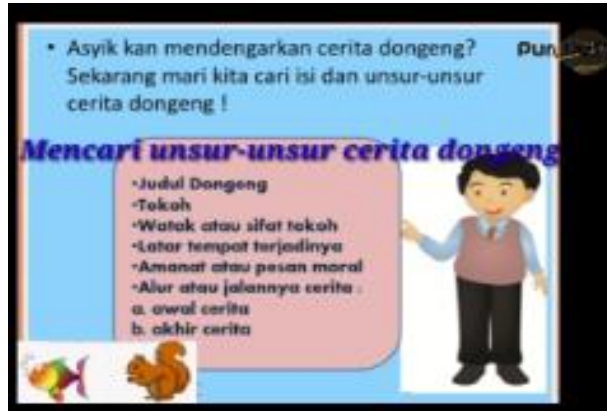 • Asyik kan mendengarkan cerita dongeng?
Sekarang mari kita cari isi dan unsur-unsur
cerita dongeng !
Mencari unsur-unsur cerita dongeng
•Judul Dongeng
•Tokoh
•Watak atau sifat tokoh
•Latar tempat terjadinya
•Amanat atau pesan moral
•Alur atau jalannya cerita :
a. awal cerita
b. akhir cerita